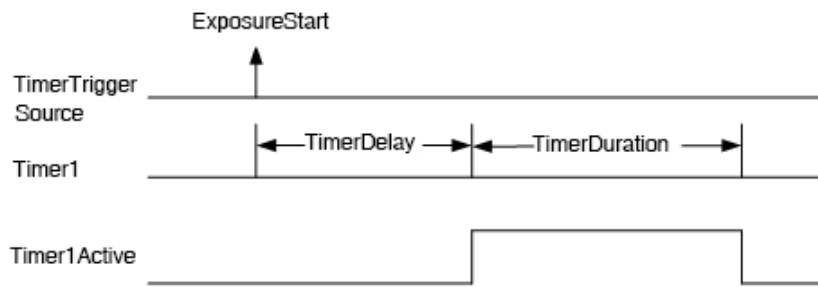 ExposureStart
TimerTrigger
Source
TimerDelay
TimerDuration
Timer1
Timer1Active